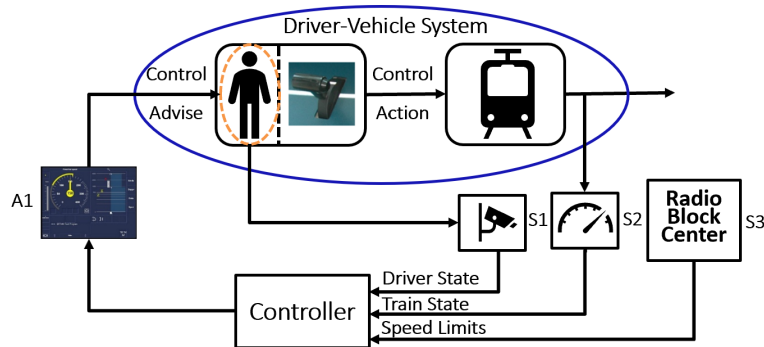 Driver-Vehicle System
Control
Advise
Control
Action
A1
S1
S2
Radio
Block
Center
S3
Driver State
Train State
Speed Limits
Controller